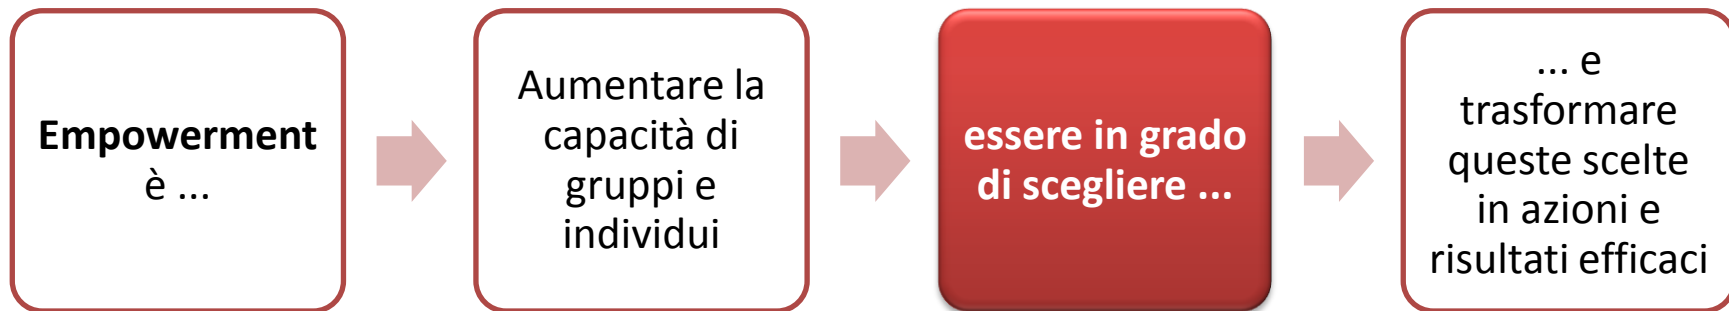 Empowerment
è ...
Aumentare la
capacità di
gruppi e
individui
essere in grado
di scegliere ...
... e
trasformare
queste scelte
in azioni e
risultati efficaci